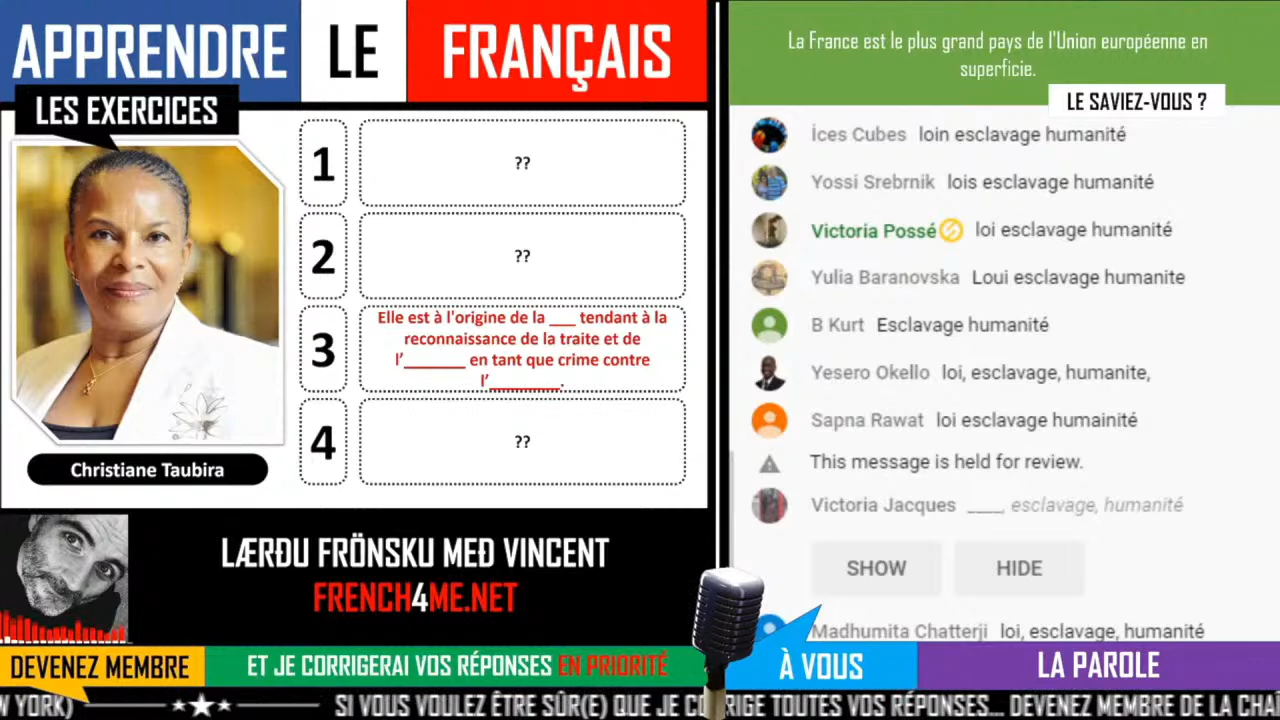 APPRENDRE LE FRANÇAIS
LES EXERCICES
1
??
2
??
3
Elle est à l'origine de la ___ tendant à la
reconnaissance de la traite et de
l’_______ en tant que crime contre
l’________.
4
??
Christiane Taubira
LÆRÐU FRÖNSKU MEÐ VINCENT
FRENCH4ME.NET
DEVENEZ MEMBRE
ET JE CORRIGERAI VOS RÉPONSES EN PRIORITÉ
La France est le plus grand pays de l'Union européenne en
superficie.
LE SAVIEZ-VOUS ?
İces Cubes loin esclavage humanité
Yossi Srebrnik lois esclavage humanité
Victoria Possé loi esclavage humanité
Yulia Baranovska Loui esclavage humanite
B Kurt Esclavage humanité
Yesero Okello loi, esclavage, humanite,
Sapna Rawat loi esclavage humainité
This message is held for review.
Victoria Jacques ____, esclavage, humanité
SHOW HIDE
Madhumita Chatterji loi, esclavage, humanité
À VOUS
LA PAROLE
W YORK) SI VOUS VOULEZ ÊTRE SÛR(E) QUE JE CORRIGE TOUTES VOS RÉPONSES... DEVENEZ MEMBRE DE LA CHA